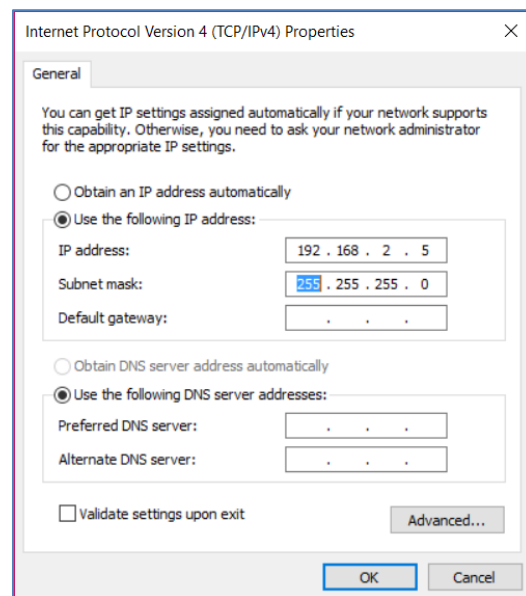 Internet Protocol Version 4 (TCP/IPv4) Properties
General
You can get IP settings assigned automatically if your network supports
this capability. Otherwise, you need to ask your network administrator
for the appropriate IP settings.
Obtain an IP address automatically
Use the following IP address:
IP address: 192 . 168 . 2 . 5
Subnet mask: 255 . 255 . 255 . 0
Default gateway: . . .
Obtain DNS server address automatically
Use the following DNS server addresses:
Preferred DNS server: . . .
Alternate DNS server: . . .
Validate settings upon exit
Advanced...
OK Cancel